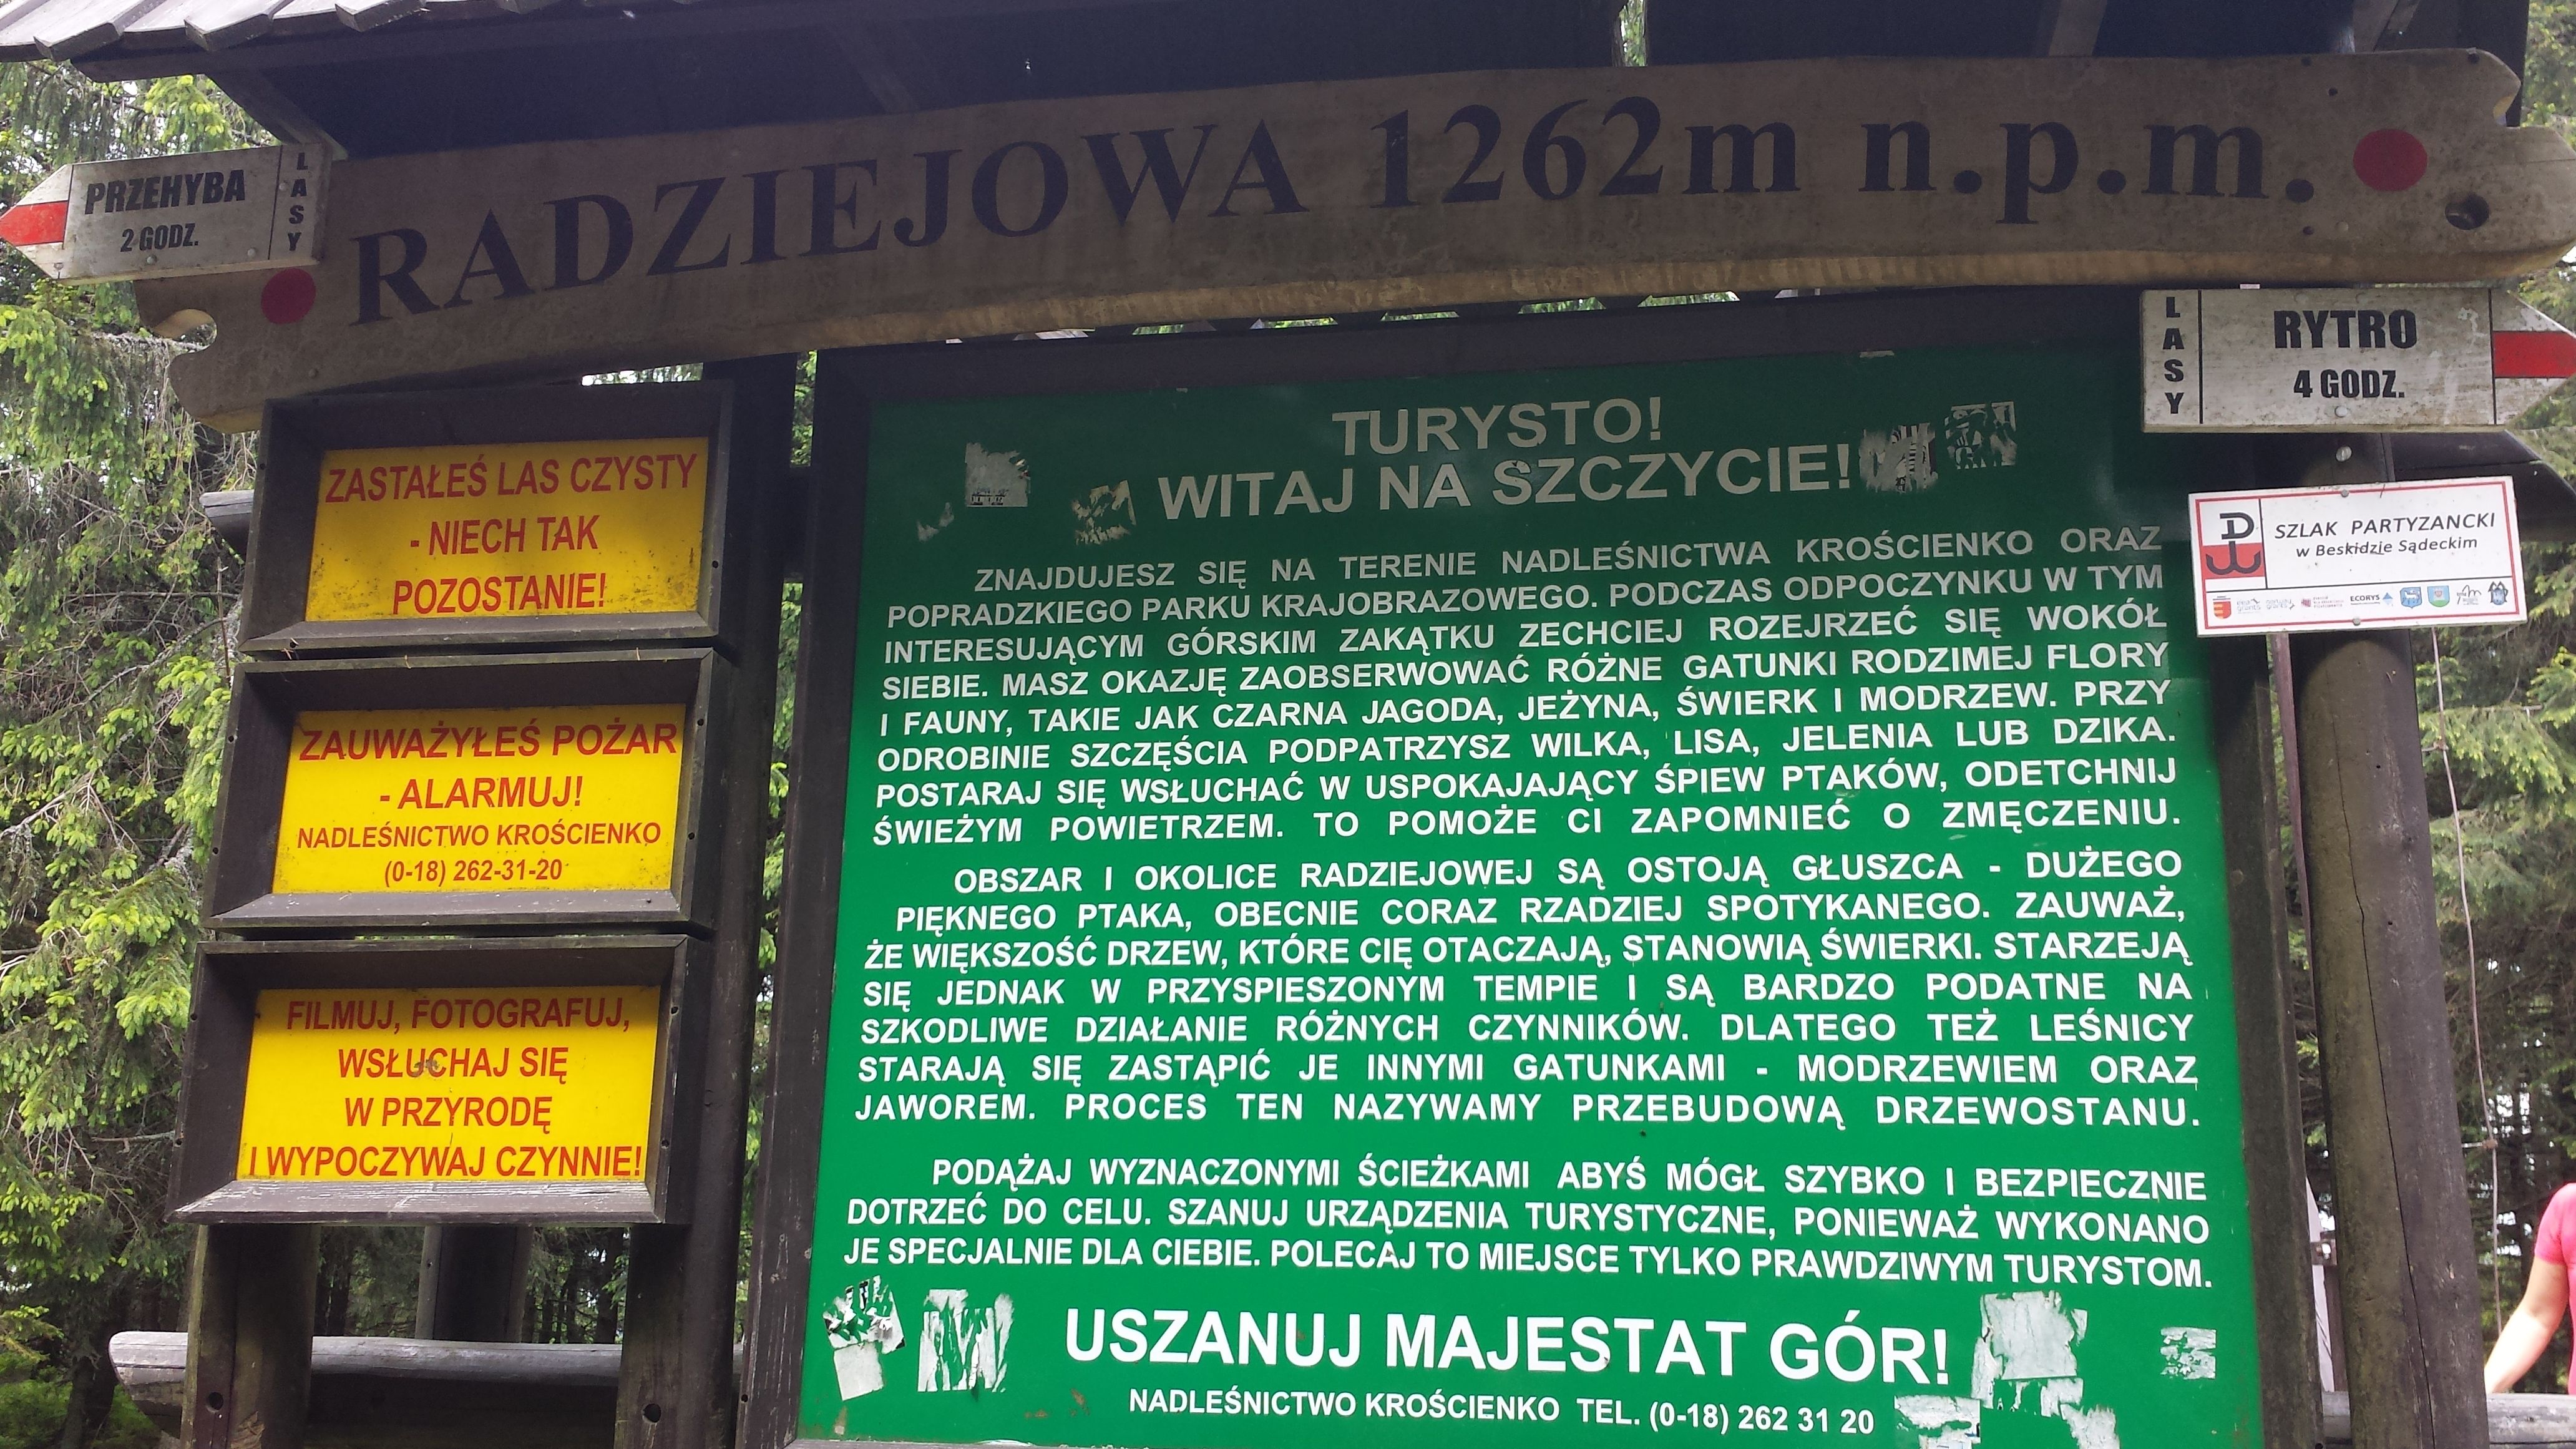 RADZIEJOWA 1262m n.p.m.
PRZEHYBA
2 GODZ.
LASY
LASY
RYTRO
4 GODZ.
SZLAK PARTYZANCKI
w Beskidzie Sądeckim
ECORYS
ZASTAŁEŚ LAS CZYSTY
- NIECH TAK
POZOSTANIE!
ZAUWAŻYŁEŚ POŻAR
- ALARMUJ!
NADLEŚNICTWO KROŚCIENKO
(0-18) 262-31-20
FILMUJ, FOTOGRAFUJ,
WSŁUCHAJ SIĘ
W PRZYRODĘ
I WYPOCZYWAJ CZYNNIE!
TURYSTO!
WITAJ NA SZCZYCIE!
ZNAJDUJESZ SIĘ NA TERENIE NADLEŚNICTWA KROŚCIENKO ORAZ
POPRADZKIEGO PARKU KRAJOBRAZOWEGO. PODCZAS ODPOCZYNKU W TYM
INTERESUJĄCYM GÓRSKIM ZAKĄTKU ZECHCIEJ ROZEJRZEĆ SIĘ WOKÓŁ
SIEBIE. MASZ OKAZJĘ ZAOBSERWOWAĆ RÓŻNE GATUNKI RODZIMEJ FLORY
I FAUNY, TAKIE JAK CZARNA JAGODA, JEŻYNA, ŚWIERK I MODRZEW. PRZY
ODROBINIE SZCZĘŚCIA PODPATRZYSZ WILKA, LISA, JELENIA LUB DZIKA.
POSTARAJ SIĘ WSŁUCHAĆ W USPOKAJAJĄCY ŚPIEW PTAKÓW, ODETCHNIJ
ŚWIEŻYM POWIETRZEM. TO POMOŻE CI ZAPOMNIEĆ O ZMĘCZENIU.
OBSZAR I OKOLICE RADZIEJOWEJ SĄ OSTOJĄ GŁUSZCA - DUŻEGO
PIĘKNEGO PTAKA, OBECNIE CORAZ RZADZIEJ SPOTYKANEGO. ZAUWAŻ,
ŻE WIĘKSZOŚĆ DRZEW, KTÓRE CIĘ OTACZAJĄ, STANOWIĄ ŚWIERKI. STARZEJĄ
SIĘ JEDNAK W PRZYSPIESZONYM TEMPIE I SĄ BARDZO PODATNE NA
SZKODLIWE DZIAŁANIE RÓŻNYCH CZYNNIKÓW. DLATEGO TEŻ LEŚNICY
STARAJĄ SIĘ ZASTĄPIĆ JE INNYMI GATUNKAMI - MODRZEWIEM ORAZ
JAWOREM. PROCES TEN NAZYWAMY PRZEBUDOWĄ DRZEWOSTANU.
PODĄŻAJ WYZNACZONYMI ŚCIEŻKAMI ABYŚ MÓGŁ SZYBKO I BEZPIECZNIE
DOTRZEĆ DO CELU. SZANUJ URZĄDZENIA TURYSTYCZNE, PONIEWAŻ WYKONANO
JE SPECJALNIE DLA CIEBIE. POLECAJ TO MIEJSCE TYLKO PRAWDZIWYM TURYSTOM.
USZANUJ MAJESTAT GÓR!
NADLEŚNICTWO KROŚCIENKO TEL. (0-18) 262 31 20